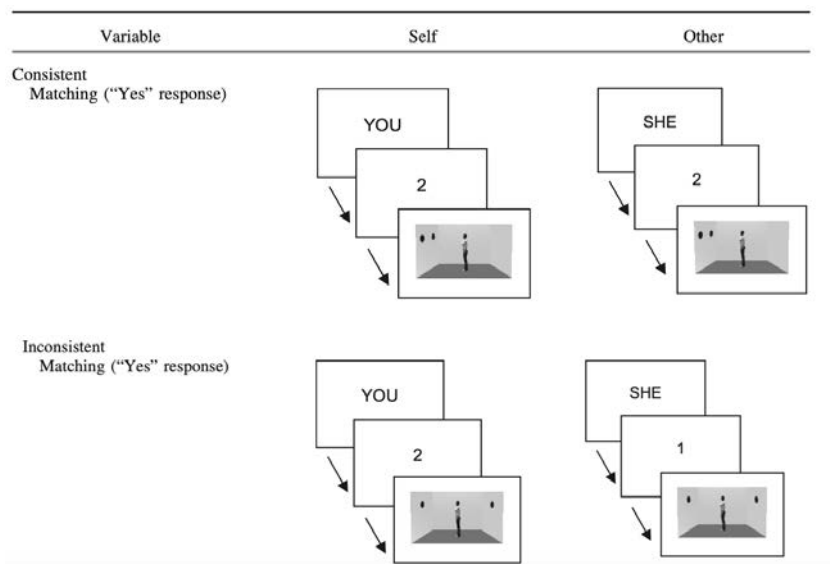 Variable Self Other
Consistent
Matching (“Yes” response)
YOU SHE
2 2
Inconsistent
Matching (“Yes” response)
YOU SHE
2 1